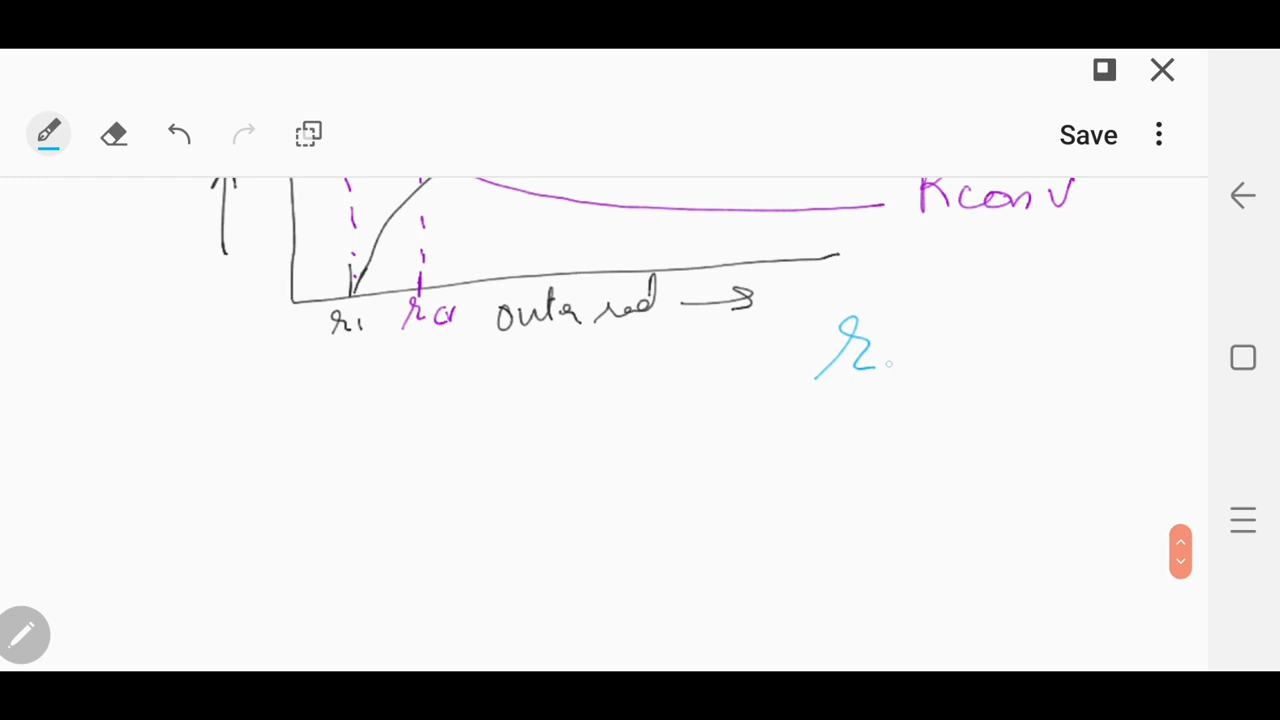 Save
Rconv
r1 rcr outer rad →
r